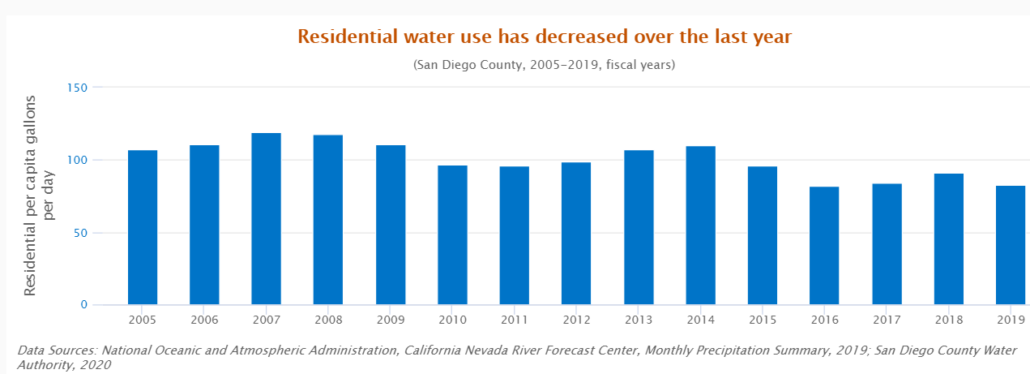 Residential water use has decreased over the last year
(San Diego County, 2005-2019, fiscal years)
Residential per capita gallons
per day
150
100
50
0
2005 2006 2007 2008 2009 2010 2011 2012 2013 2014 2015 2016 2017 2018 2019
Data Sources: National Oceanic and Atmospheric Administration, California Nevada River Forecast Center, Monthly Precipitation Summary, 2019; San Diego County Water
Authority, 2020